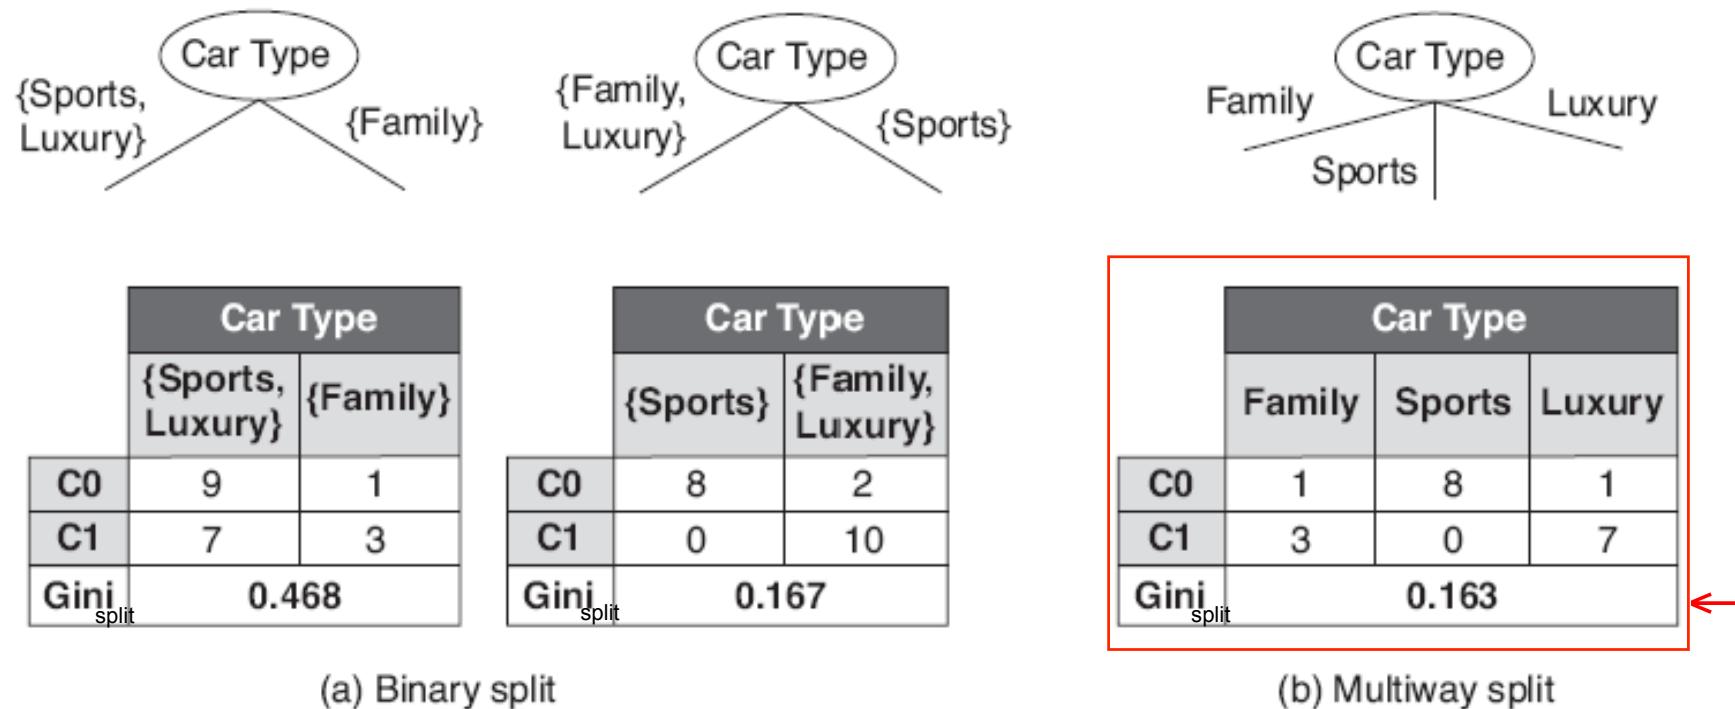 Car Type
{Sports,
Luxury}
{Family}
Car Type
{Family,
Luxury}
{Sports}
Car Type
Family
Sports
Luxury
Car Type
{Sports,
Luxury}
{Family}
C0 9 1
C1 7 3
Gini split 0.468
Car Type
{Sports}
{Family,
Luxury}
C0 8 2
C1 0 10
Gini split 0.167
(a) Binary split
Car Type
Family Sports Luxury
C0 1 8 1
C1 3 0 7
Gini split 0.163
(b) Multiway split